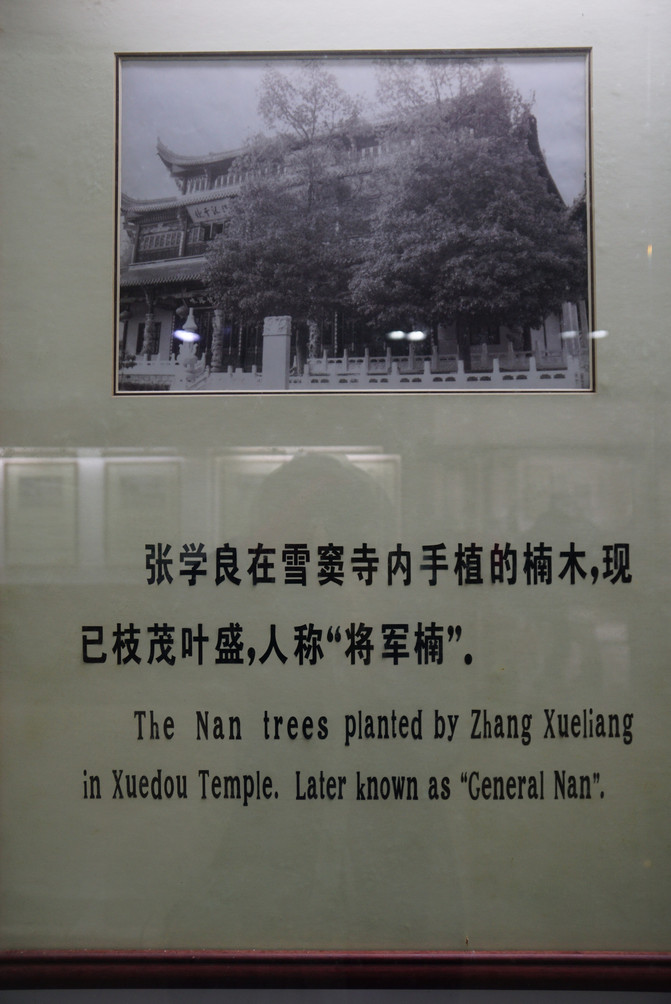 张学良在雪窦寺内手植的楠木,现
已枝茂叶盛,人称“将军楠”。
The Nan trees planted by Zhang Xueliang
in Xuedou Temple. Later known as “General Nan”.